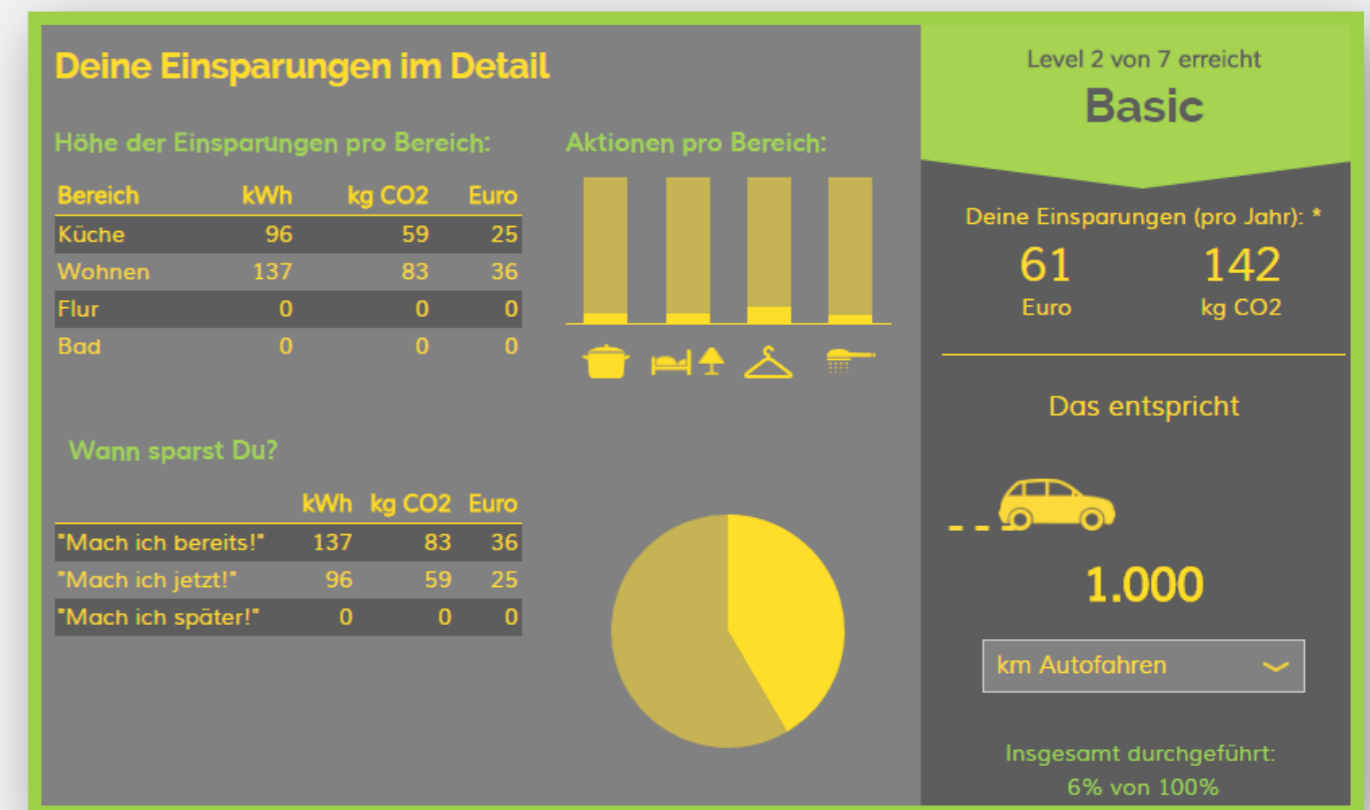 Deine Einsparungen im Detail
Höhe der Einsparungen pro Bereich:
Bereich kWh kg CO2 Euro
Küche 96 59 25
Wohnen 137 83 36
Flur 0 0 0
Bad 0 0 0
Aktionen pro Bereich:
Wann sparst Du?
kWh kg CO2 Euro
"Mach ich bereits!" 137 83 36
"Mach ich jetzt!" 96 59 25
"Mach ich später!" 0 0 0
Level 2 von 7 erreicht
Basic
Deine Einsparungen (pro Jahr): *
61 142
Euro kg CO2
Das entspricht
1.000
km Autofahren
Insgesamt durchgeführt:
6% von 100%